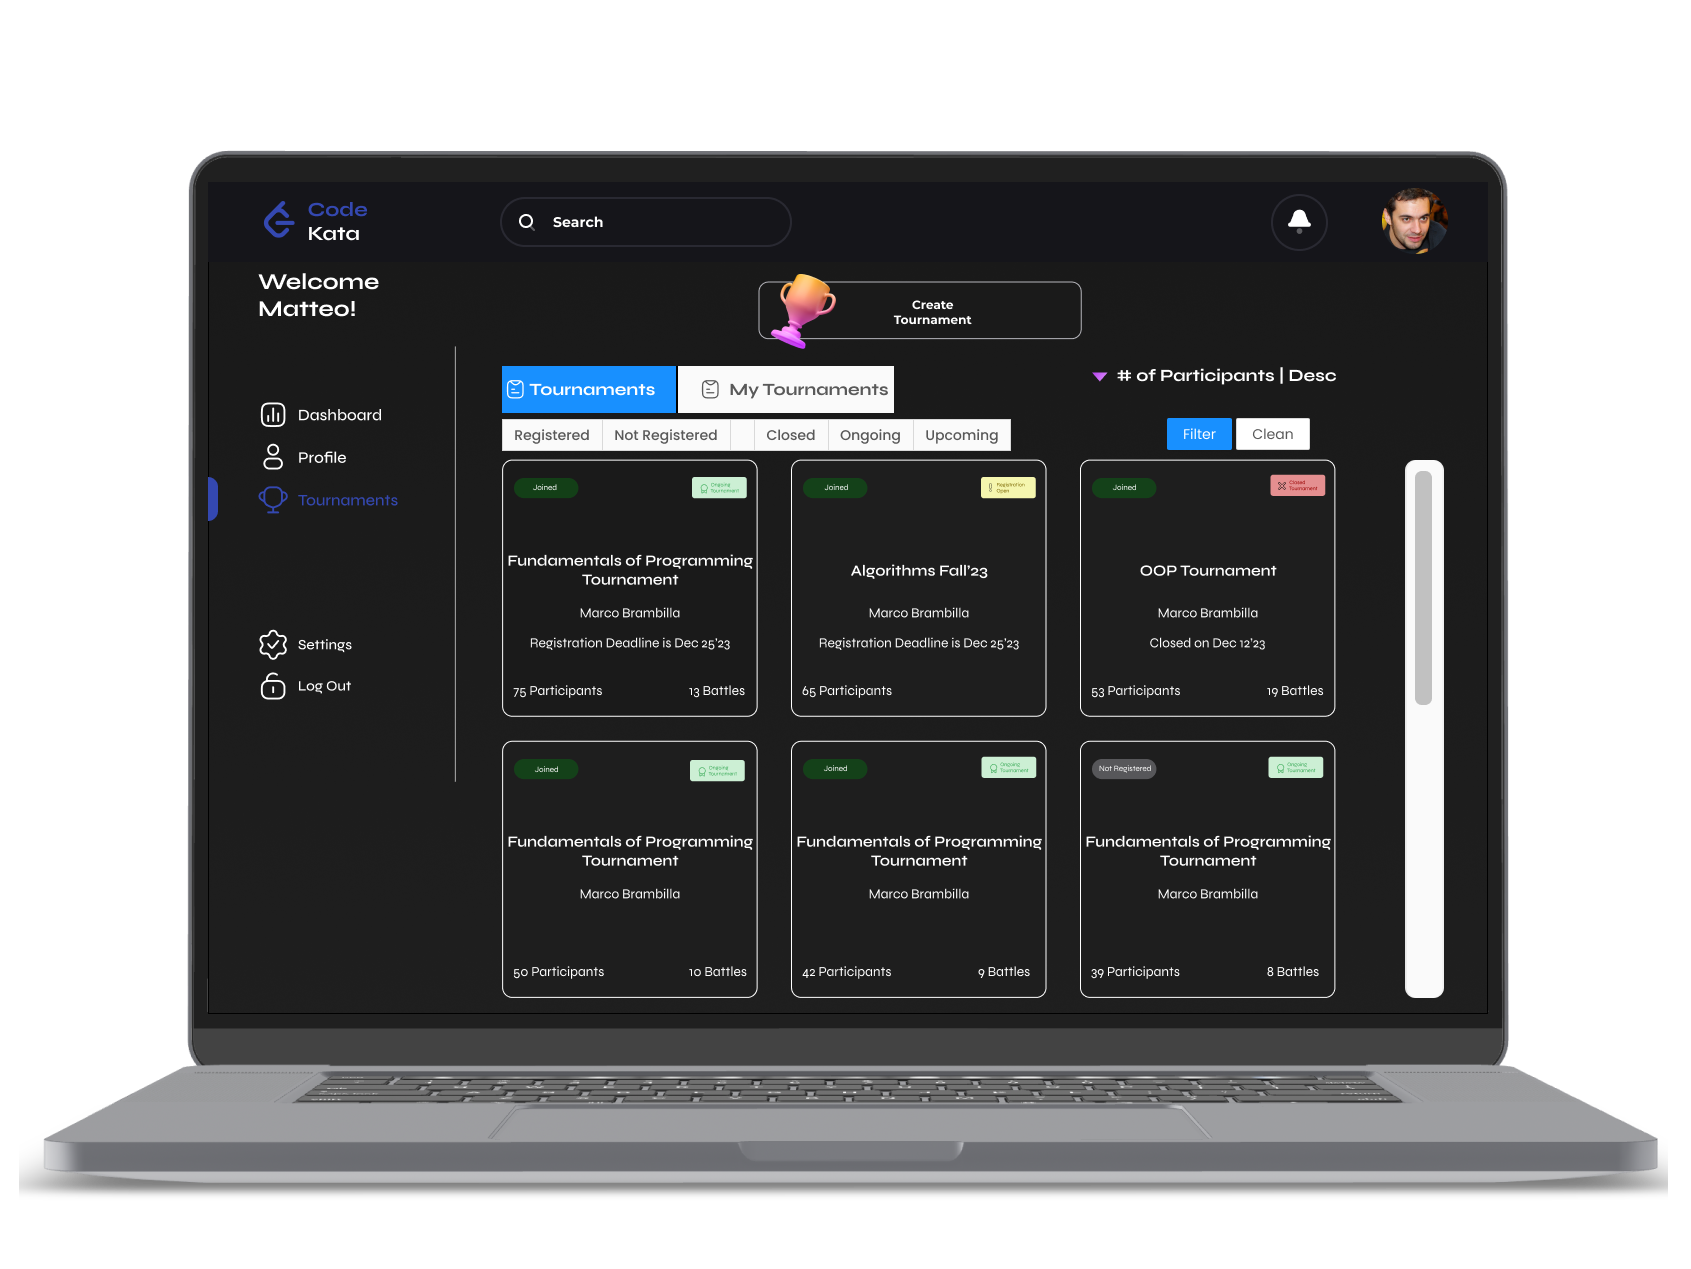 Code
Kata
Search
Welcome
Matteo!
Create
Tournament
Tournaments
My Tournaments
# of Participants | Desc
Registered
Not Registered
Closed
Ongoing
Upcoming
Filter
Clean
Dashboard
Profile
Tournaments
Settings
Log Out
Joined
Ongoing
Tournament
Fundamentals of Programming
Tournament
Marco Brambilla
Registration Deadline is Dec 25'23
75 Participants
13 Battles
Joined
Registration
Open
Algorithms Fall'23
Marco Brambilla
Registration Deadline is Dec 25'23
65 Participants
Joined
Closed
Tournament
OOP Tournament
Marco Brambilla
Closed on Dec 12'23
53 Participants
19 Battles
Joined
Ongoing
Tournament
Fundamentals of Programming
Tournament
Marco Brambilla
50 Participants
10 Battles
Joined
Ongoing
Tournament
Fundamentals of Programming
Tournament
Marco Brambilla
42 Participants
9 Battles
Not Registered
Ongoing
Tournament
Fundamentals of Programming
Tournament
Marco Brambilla
39 Participants
8 Battles